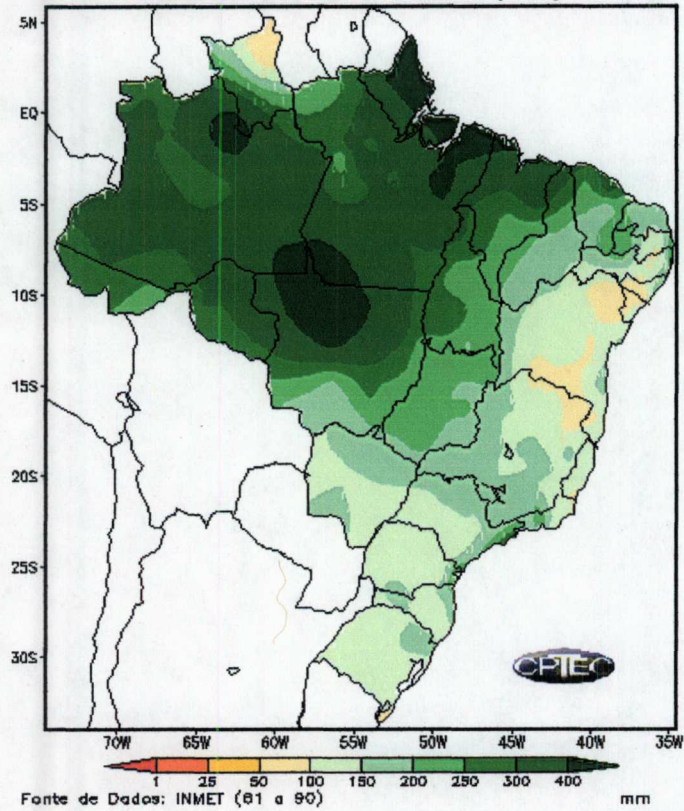 5N
EQ
5S
10S
15S
20S
25S
30S
CPTEC
70W 65W 60W 55W 50W 45W 40W 35W
1 25 50 100 150 200 250 300 400
Fonte de Dados: INMET (61 a 90) mm